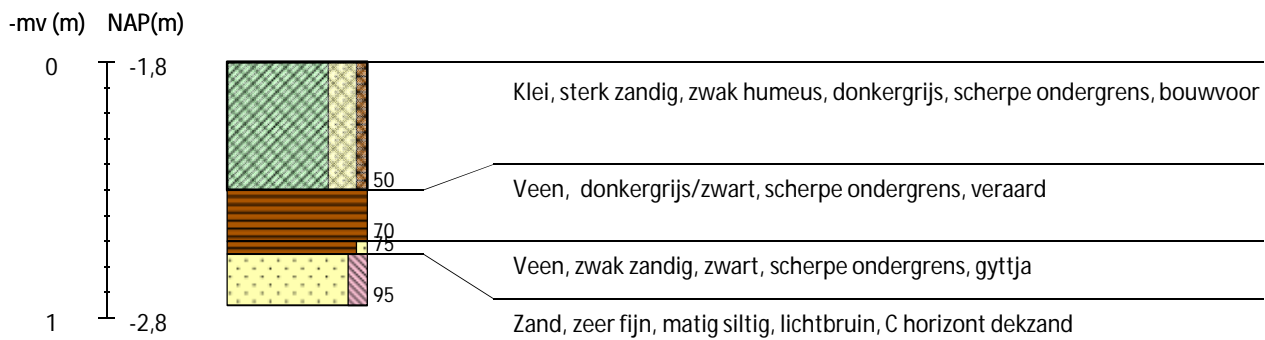 -mv (m) NAP(m)
0 -1,8
Klei, sterk zandig, zwak humeus, donkergrijs, scherpe ondergrens, bouwvoor
50
Veen, donkergrijs/zwart, scherpe ondergrens, veraard
70
75
Veen, zwak zandig, zwart, scherpe ondergrens, gyttja
95
1 -2,8
Zand, zeer fijn, matig siltig, lichtbruin, C horizont dekzand